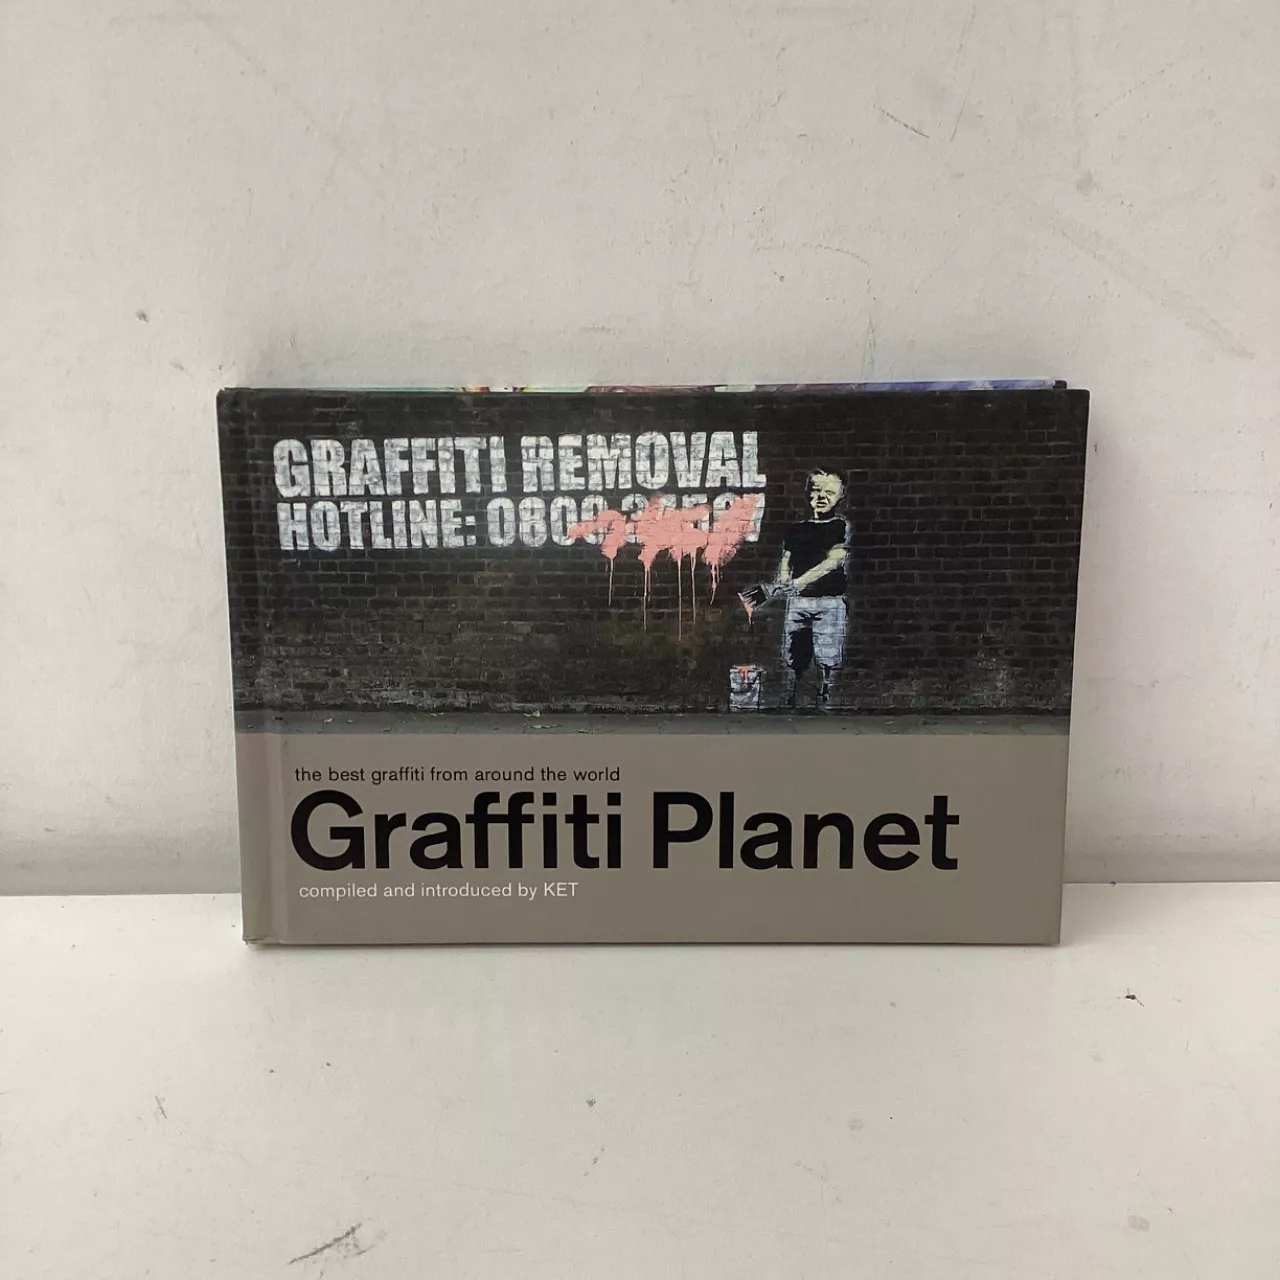 GRAFFITI REMOVAL
HOTLINE: 0800
the best graffiti from around the world
Graffiti Planet
compiled and introduced by KET